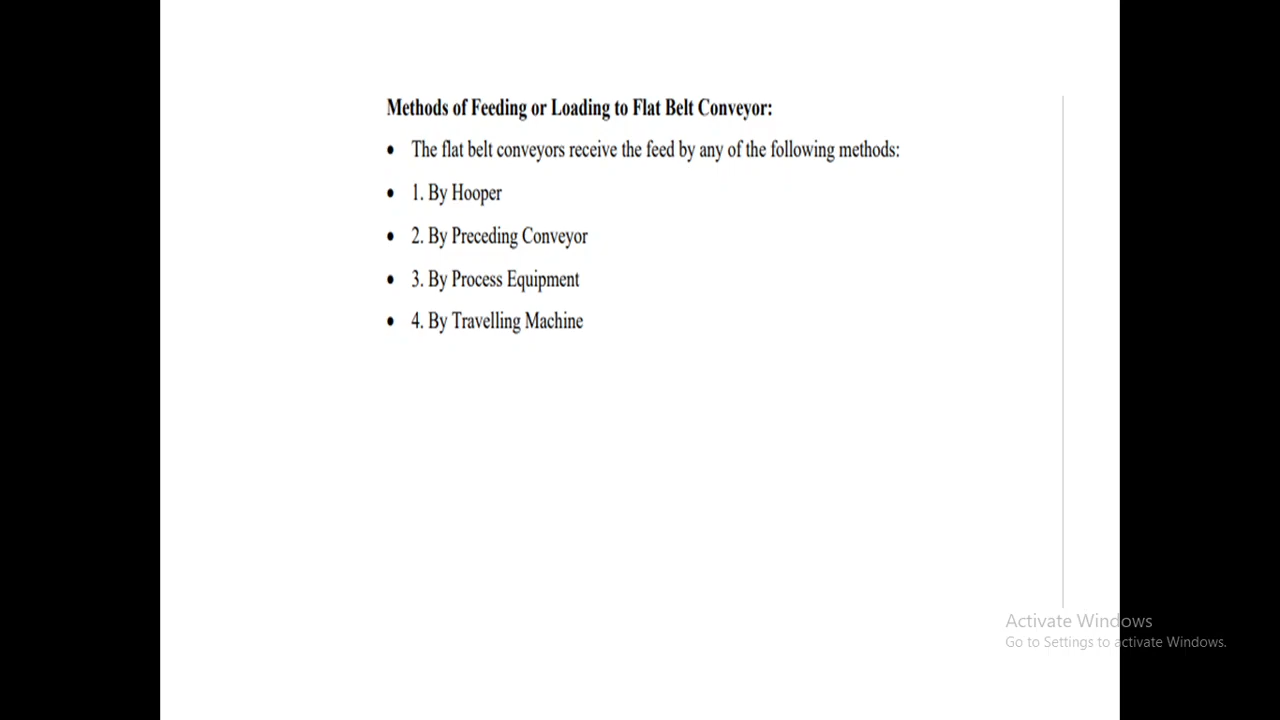 Methods of Feeding or Loading to Flat Belt Conveyor:
• The flat belt conveyors receive the feed by any of the following methods:
• 1. By Hooper
• 2. By Preceding Conveyor
• 3. By Process Equipment
• 4. By Travelling Machine
Activate Windows
Go to Settings to activate Windows.